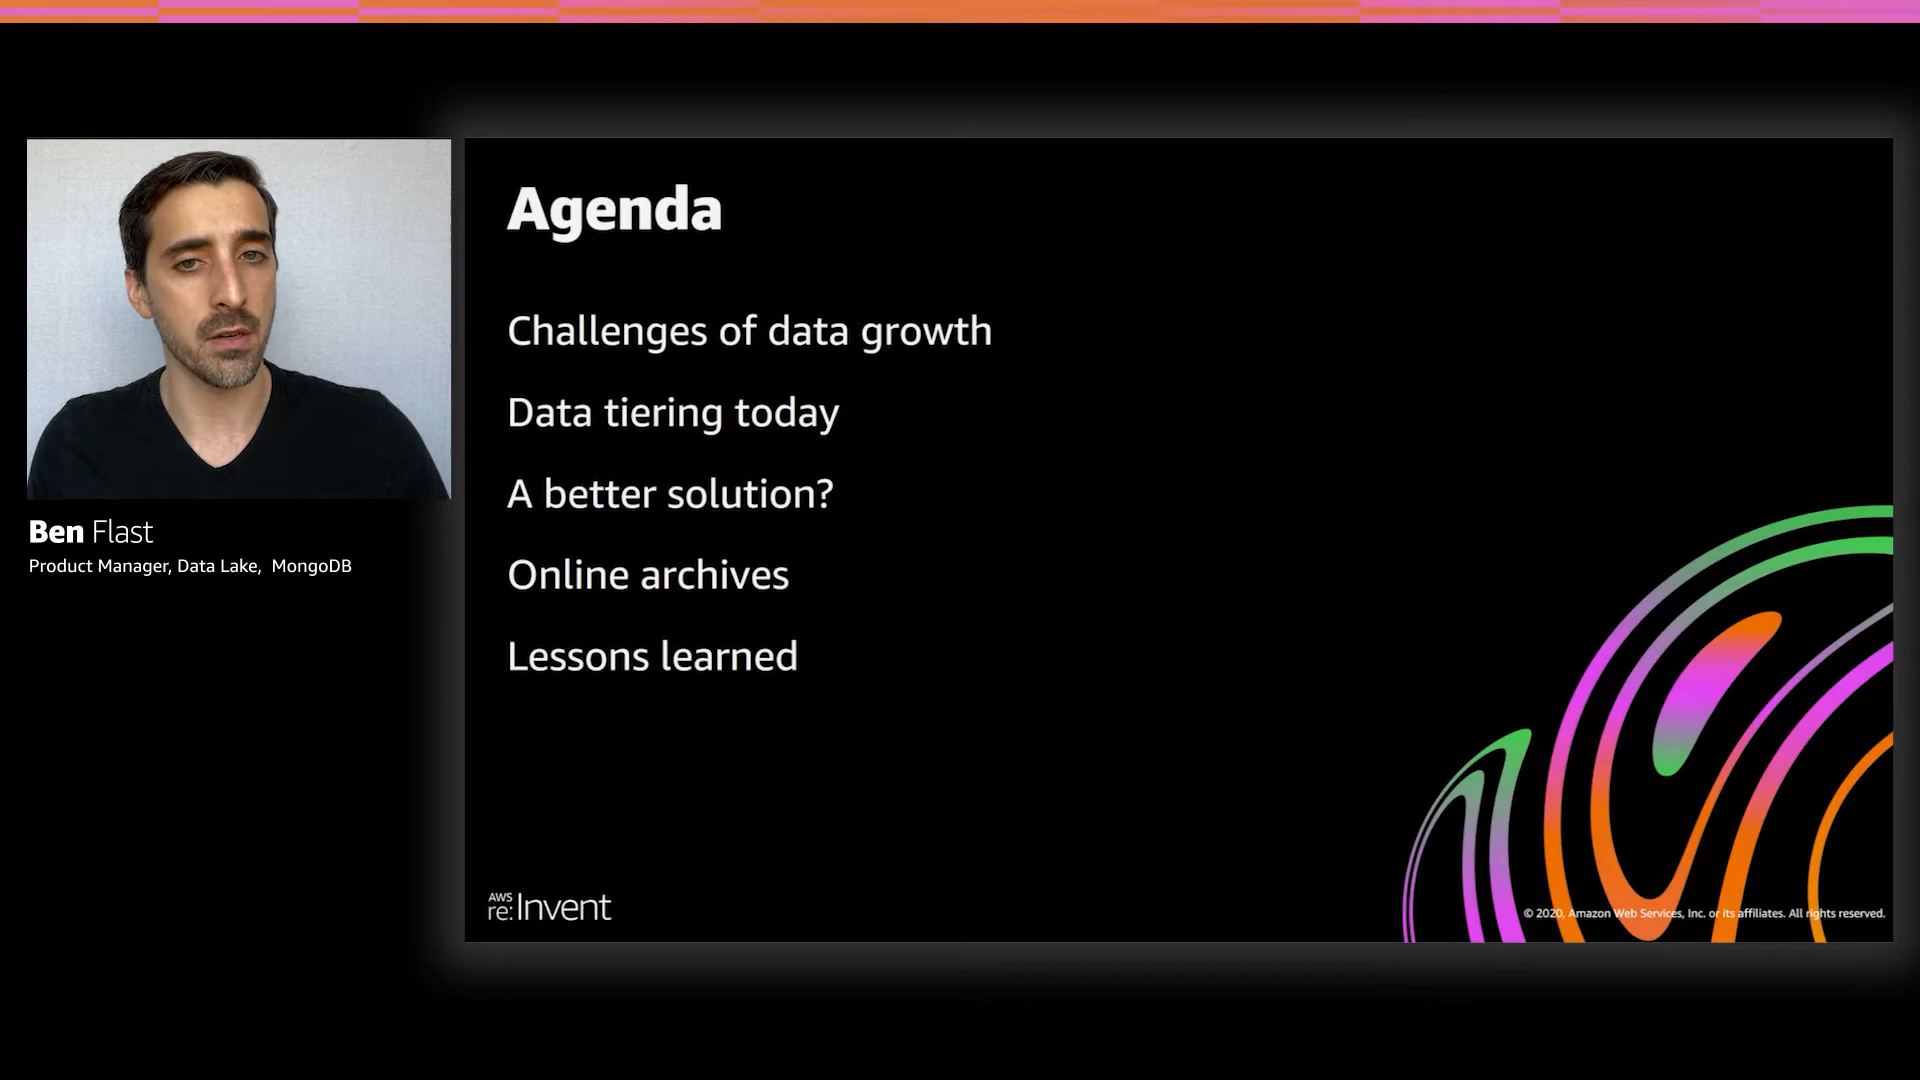 Ben Flast
Product Manager, Data Lake, MongoDB
Agenda
Challenges of data growth
Data tiering today
A better solution?
Online archives
Lessons learned
AWS
re:Invent
© 2020, Amazon Web Services, Inc. or its affiliates. All rights reserved.